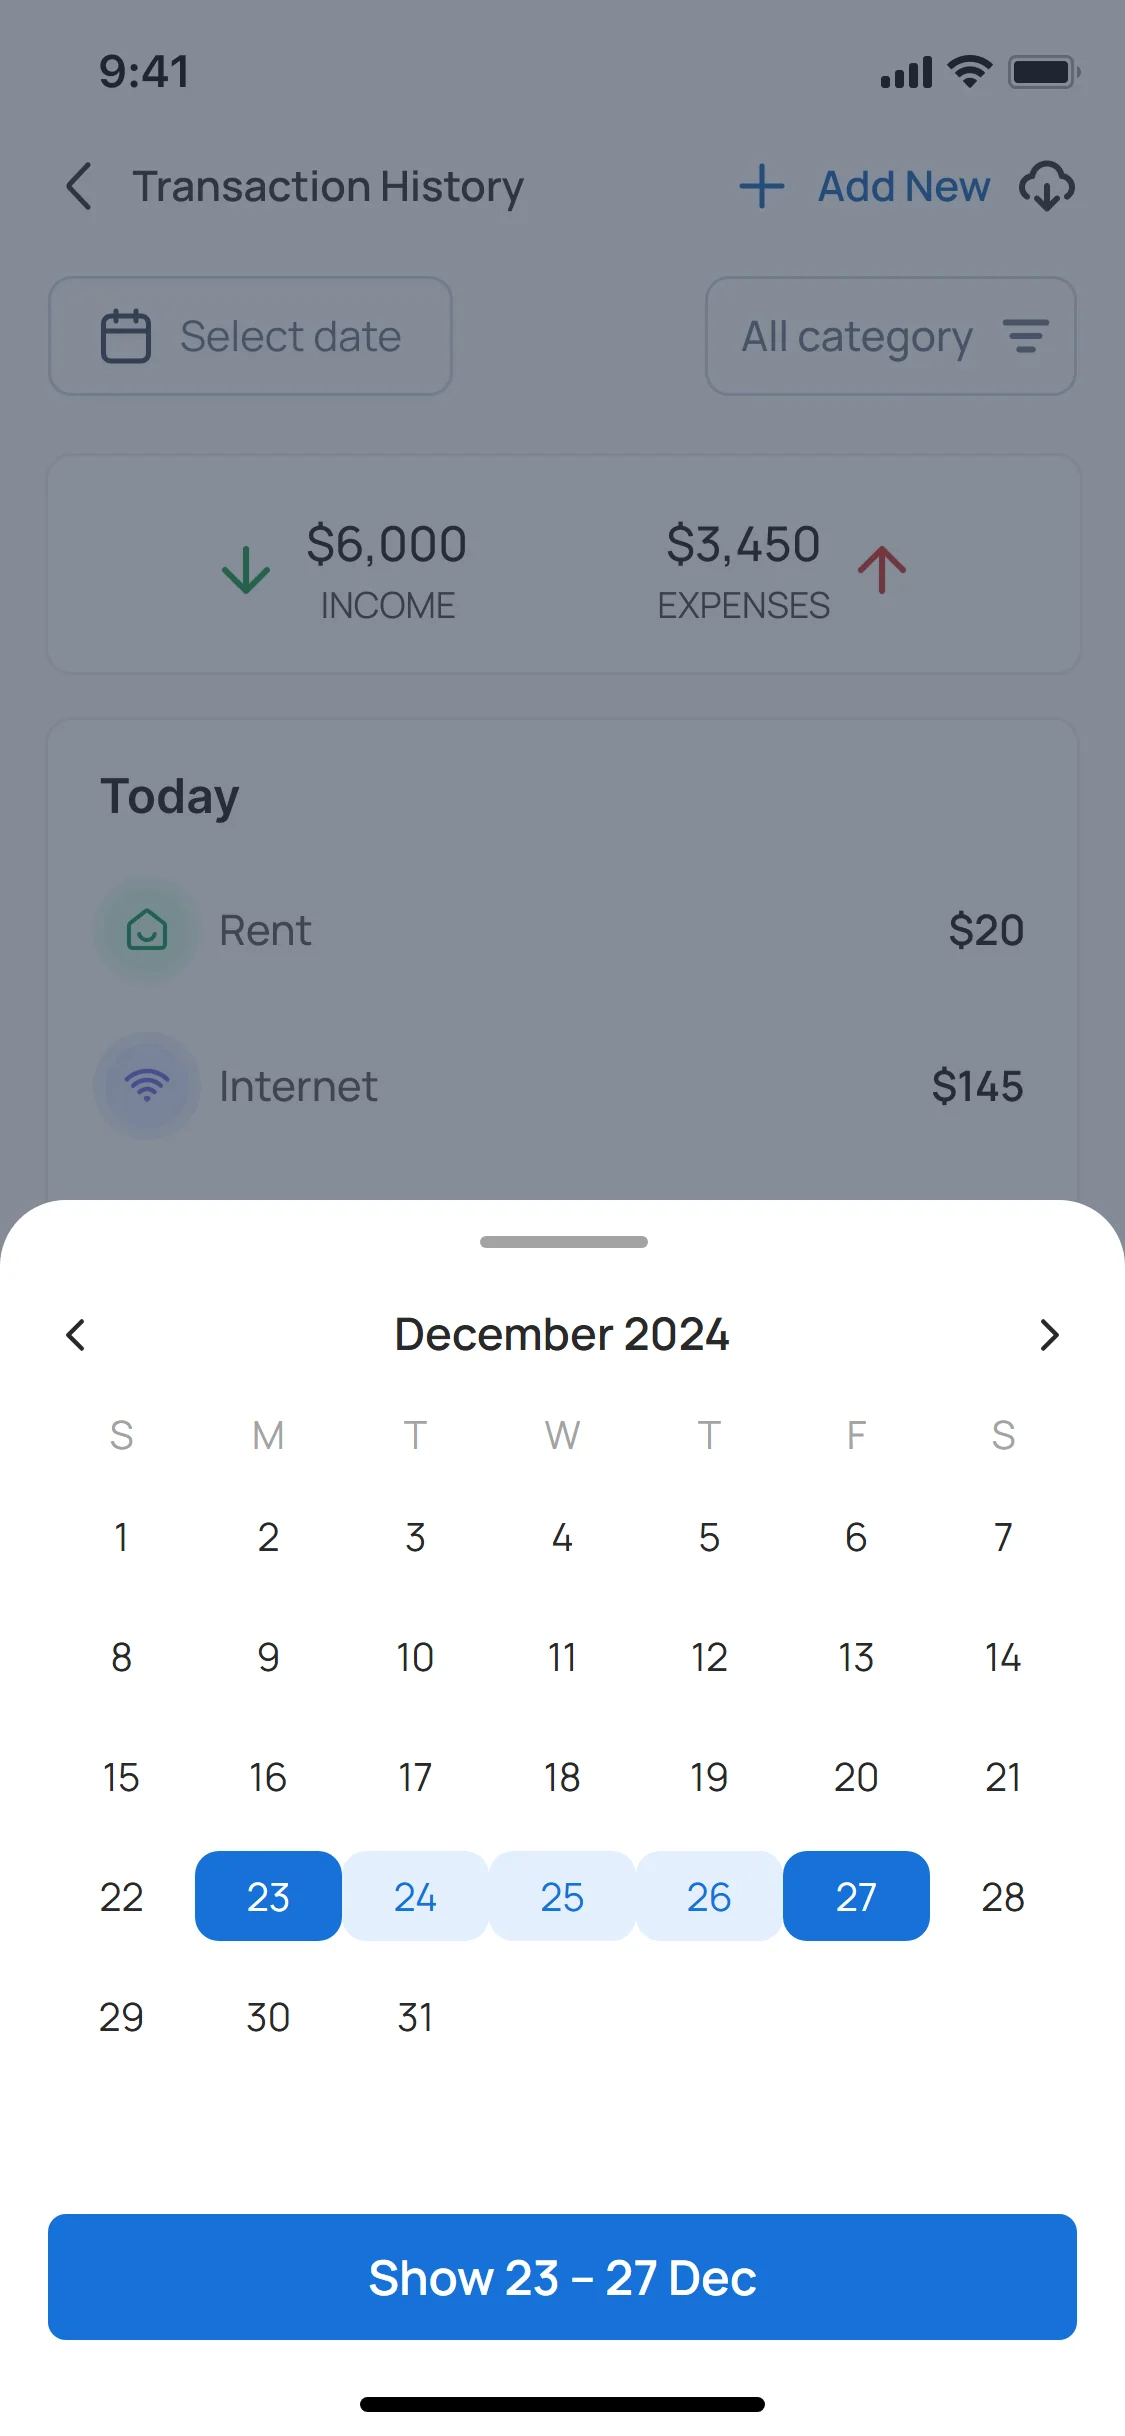 9:41
Transaction History
Add New
Select date
All category
$6,000
INCOME
$3,450
EXPENSES
Today
Rent
$20
Internet
$145
December 2024
S M T W T F S
1 2 3 4 5 6 7
8 9 10 11 12 13 14
15 16 17 18 19 20 21
22 23 24 25 26 27 28
29 30 31
Show 23 – 27 Dec